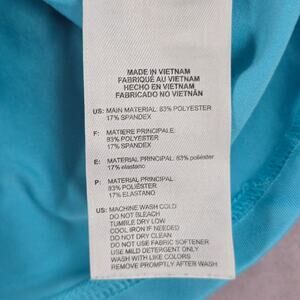 MADE IN VIETNAM
FABRIQUÉ AU VIETNAM
HECHO EN VIETNAM
FABRICADO NO VIETNÃN
US: MAIN MATERIAL: 83% POLYESTER
17% SPANDEX
F: MATIÈRE PRINCIPALE:
83% POLYESTER
17% SPANDEX
E: MATERIAL PRINCIPAL: 83% poliéster
17% elastano
P: MATERIAL PRINCIPAL:
83% POLIÉSTER
17% ELASTANO
US: MACHINE WASH COLD
DO NOT BLEACH
TUMBLE DRY LOW
COOL IRON IF NEEDED
DO NOT DRY CLEAN
DO NOT USE FABRIC SOFTENER
USE MILD DETERGENT ONLY
WASH WITH LIKE COLORS
REMOVE PROMPTLY AFTER WASH